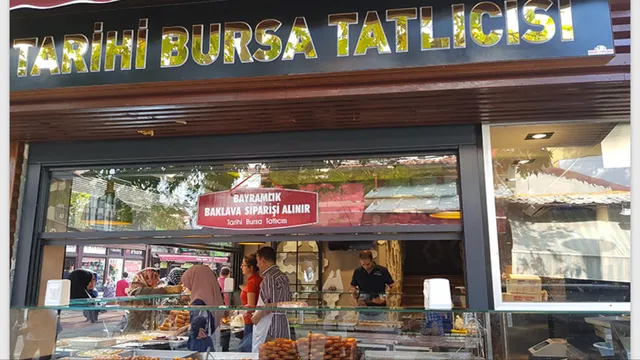 TARİHİ BURSA TATLICISI
BAYRAMLIK
BAKLAVA SİPARİŞİ ALINIR
Tarihi Bursa Tatlıcısı